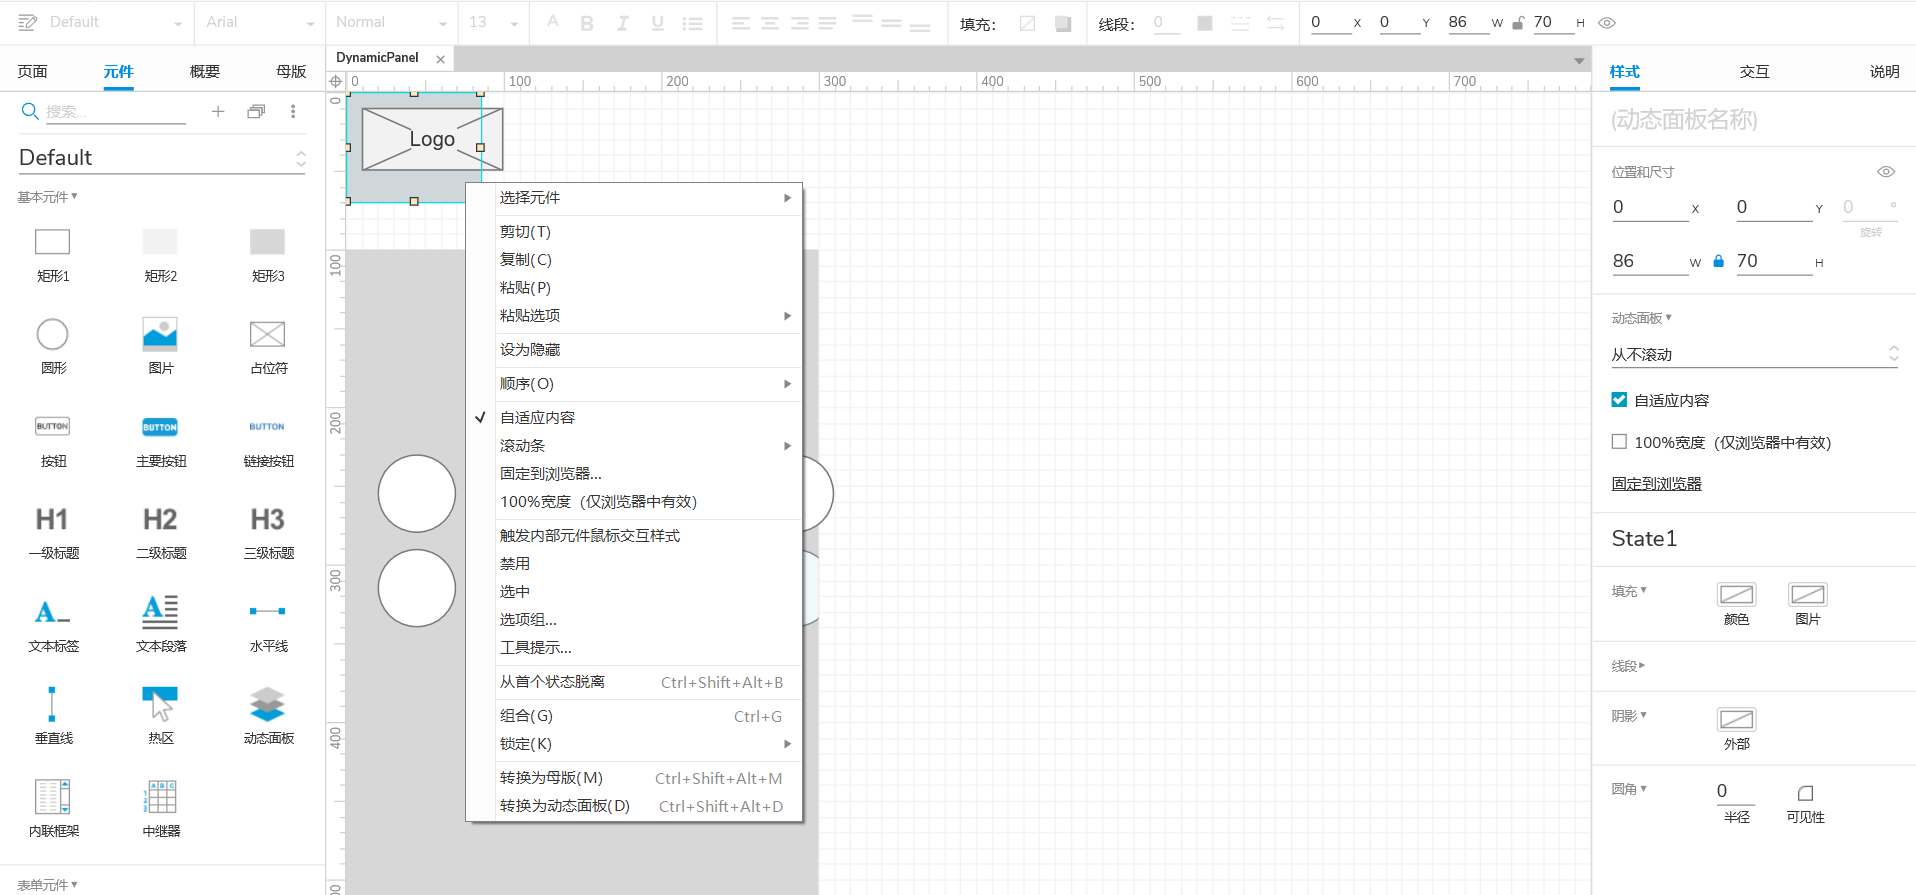 Default
Arial
Normal
13
A B I U
填充：
线段：
0
0 X
0 Y
86 W
70 H
页面
元件
概要
母版
DynamicPanel
样式
交互
说明
搜索...
Default
基本元件
矩形1
矩形2
矩形3
圆形
图片
占位符
BUTTON
BUTTON
BUTTON
按钮
主要按钮
链接按钮
H1
H2
H3
一级标题
二级标题
三级标题
A
A
文本标签
文本段落
水平线
垂直线
热区
动态面板
A B C
1
2
3
内联框架
中继器
表单元件
0
100
200
300
400
500
600
700
0
100
200
300
400
Logo
选择元件
剪切(T)
复制(C)
粘贴(P)
粘贴选项
设为隐藏
顺序(O)
自适应内容
滚动条
固定到浏览器...
100%宽度（仅浏览器中有效）
触发内部元件鼠标交互样式
禁用
选中
选项组...
工具提示...
从首个状态脱离 Ctrl+Shift+Alt+B
组合(G) Ctrl+G
锁定(K)
转换为母版(M) Ctrl+Shift+Alt+M
转换为动态面板(D) Ctrl+Shift+Alt+D
(动态面板名称)
位置和尺寸
0 X
0 Y
0 °
旋转
86 W
70 H
动态面板
从不滚动
自适应内容
100%宽度（仅浏览器中有效）
固定到浏览器
State1
填充
颜色
图片
线段
阴影
外部
圆角
0
半径
可见性